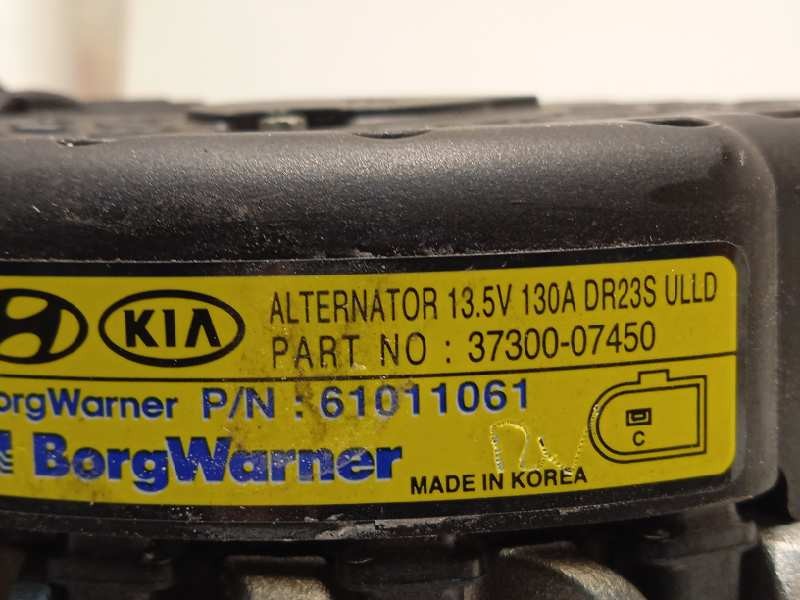 KIA ALTERNATOR 13.5V 130A DR23S ULLD
PART NO : 37300-07450
BorgWarner P/N : 61011061
BorgWarner
MADE IN KOREA
C